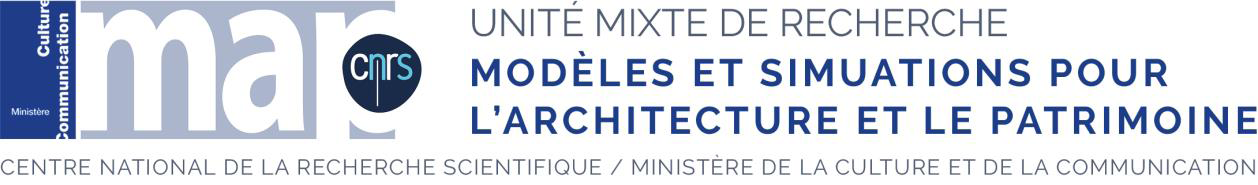 Ministère
Culture
Communication
map
cnrs
UNITÉ MIXTE DE RECHERCHE
MODÈLES ET SIMUATIONS POUR
L'ARCHITECTURE ET LE PATRIMOINE
CENTRE NATIONAL DE LA RECHERCHE SCIENTIFIQUE / MINISTÈRE DE LA CULTURE ET DE LA COMMUNICATION